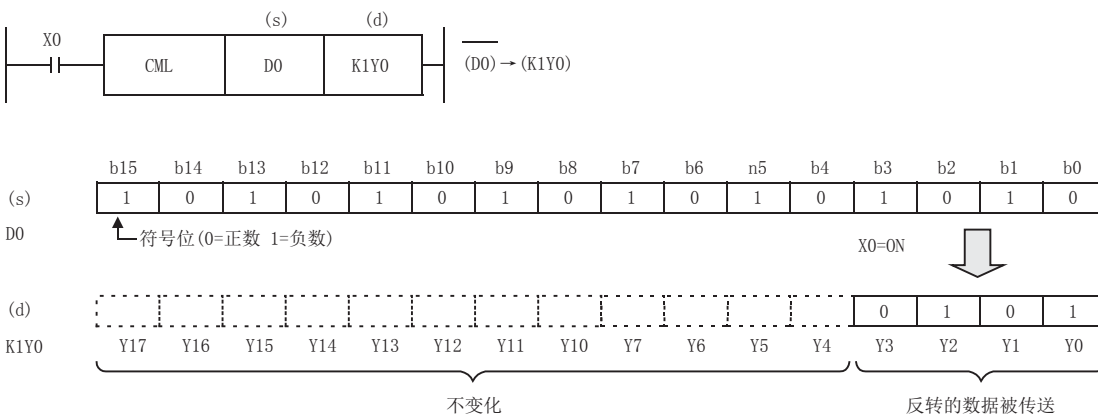 (s) (d)
X0 CML D0 K1Y0 (D0)→(K1Y0)
b15 b14 b13 b12 b11 b10 b9 b8 b7 b6 n5 b4 b3 b2 b1 b0
(s) 1 0 1 0 1 0 1 0 1 0 1 0 1 0 1 0
D0
符号位(0=正数 1=负数)
X0=ON
(d) 0 1 0 1
K1Y0 Y17 Y16 Y15 Y14 Y13 Y12 Y11 Y10 Y7 Y6 Y5 Y4 Y3 Y2 Y1 Y0
不变化 反转的数据被传送